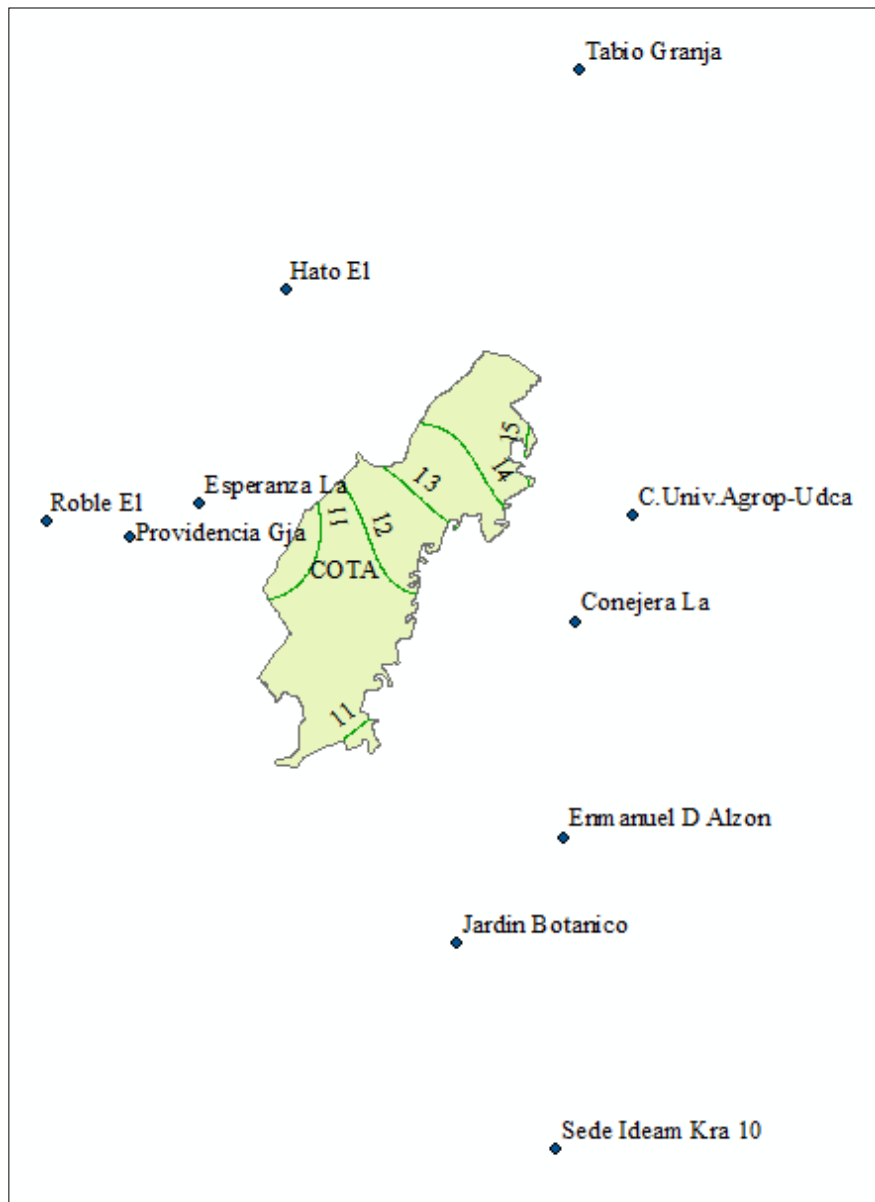 Tabio Granja
Hato El
15
14
13
Esperanza La
Roble El
Providencia Gja
11
12
C.Univ.Agrop-Udca
COTA
Conejera La
11
Enmanuel D Alzon
Jardin Botanico
Sede Ideam Kra 10